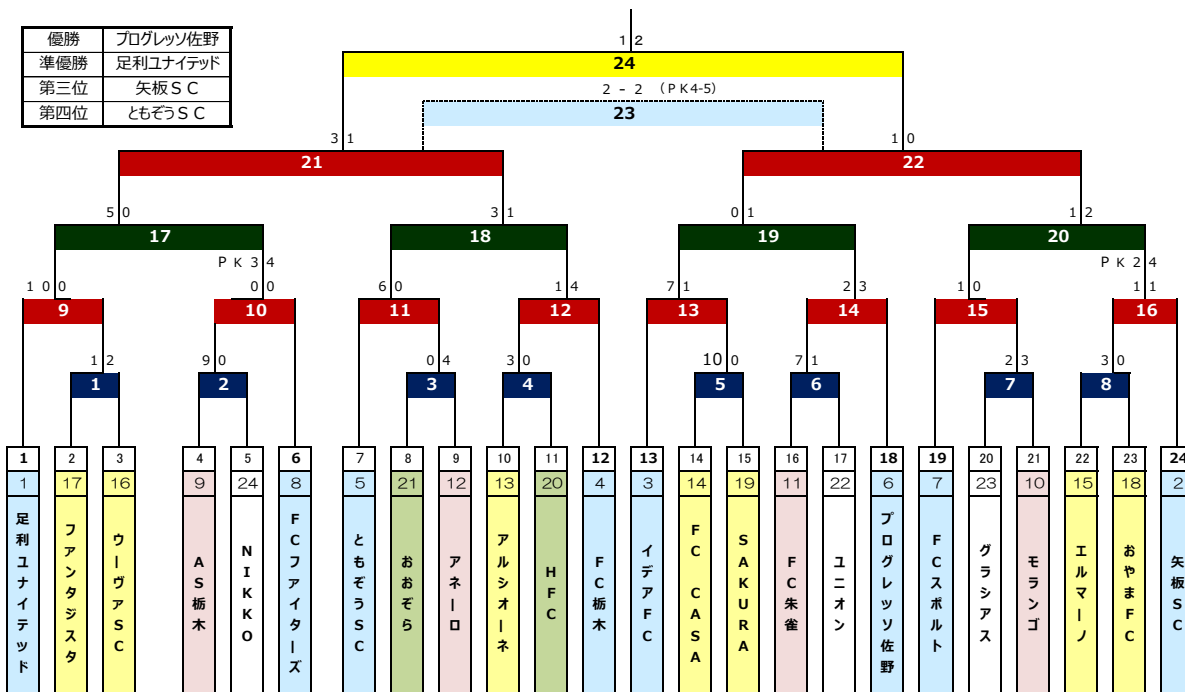 優勝 プログレッソ佐野
準優勝 足利ユナイテッド
第三位 矢板ＳＣ
第四位 ともぞうＳＣ
1 2
24
2 - 2 (PK4-5)
23
3 1 1 0
21 22
5 0 3 1 0 1 1 2
17 18 19 20
PK 3 4 PK 2 4
10 0 0 0 6 0 1 4 7 1 2 3 1 0 1 1
9 10 11 12 13 14 15 16
1 2 9 0 0 4 3 0 10 0 7 1 2 3 3 0
1 2 3 4 5 6 7 8
1 2 3 4 5 6 7 8 9 10 11 12 13 14 15 16 17 18 19 20 21 22 23 24
1 17 16 9 24 8 5 21 12 13 20 4 3 14 19 11 22 6 7 23 10 15 18 2
足利ユナイテッド
ファンタジスタ
ウーヴァSC
AS栃木
NIKKO
FCファイターズ
ともぞうSC
おおぞら
アネーロ
アルシオーネ
HFC
FC栃木
イデアFC
FC CASA
SAKURA
FC朱雀
ユニオン
プログレッソ佐野
FCスポルト
グラシアス
モランゴ
エルマーノ
おやまFC
矢板SC